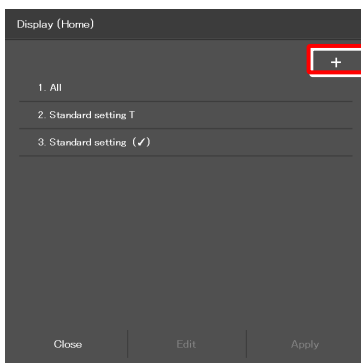 Display (Home)
+
1. All
2. Standard setting T
3. Standard setting (✓)
Close Edit Apply